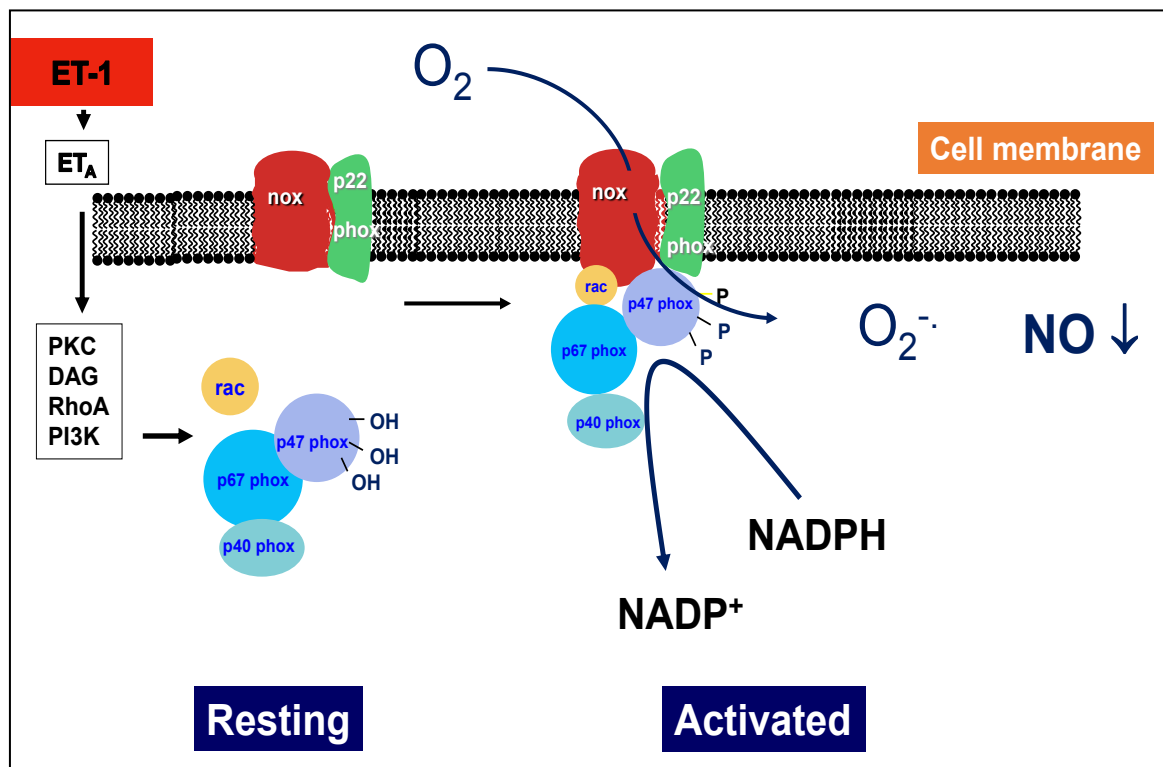 ET-1
ETA
PKC
DAG
RhoA
PI3K
nox
p22
phox
rac
p47 phox
p67 phox
p40 phox
OH
OH
OH
Resting
O2
Cell membrane
nox
p22
phox
rac
p47 phox
p67 phox
p40 phox
P
P
P
O2-.
NO ↓
NADPH
NADP+
Activated